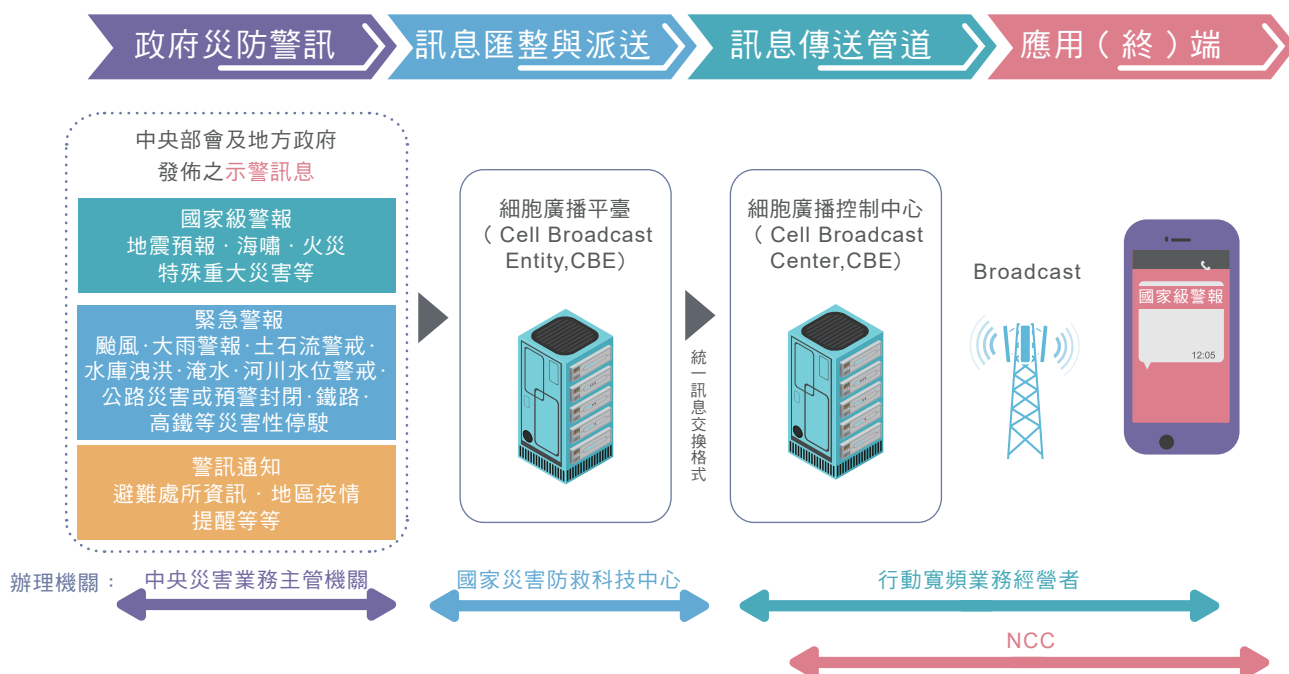 政府災防警訊
訊息匯整與派送
訊息傳送管道
應用（終）端
中央部會及地方政府
發佈之示警訊息
國家級警報
地震預報‧海嘯‧火災
特殊重大災害等
緊急警報
颱風‧大雨警報‧土石流警戒‧
水庫洩洪‧淹水‧河川水位警戒‧
公路災害或預警封閉‧鐵路‧
高鐵等災害性停駛
警訊通知
避難處所資訊‧地區疫情
提醒等等
細胞廣播平臺
（ Cell Broadcast
Entity,CBE）
統一訊息交換格式
細胞廣播控制中心
（ Cell Broadcast
Center,CBE）
Broadcast
國家級警報
12:05
辦理機關：
中央災害業務主管機關
國家災害防救科技中心
行動寬頻業務經營者
NCC